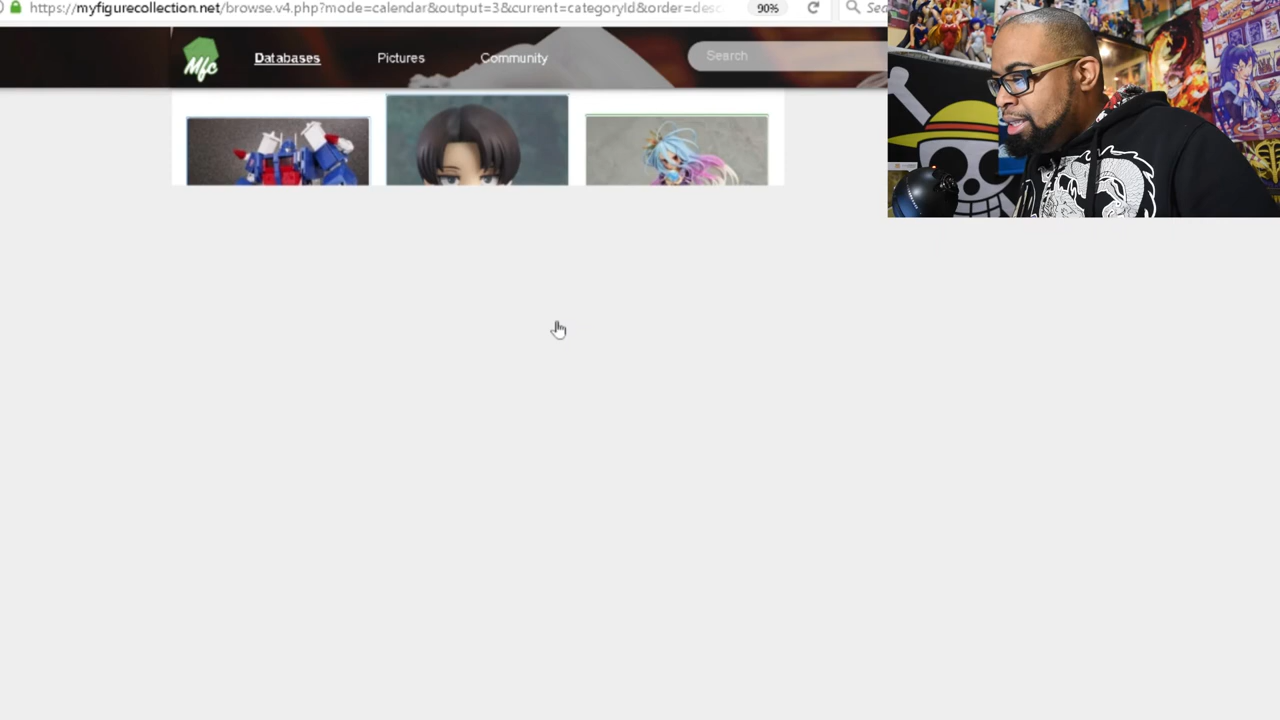 https://myfigurecollection.net/browse.v4.php?mode=calendar&output=3&current=categoryId&order=desc
90%
Mfc
Databases
Pictures
Community
Search